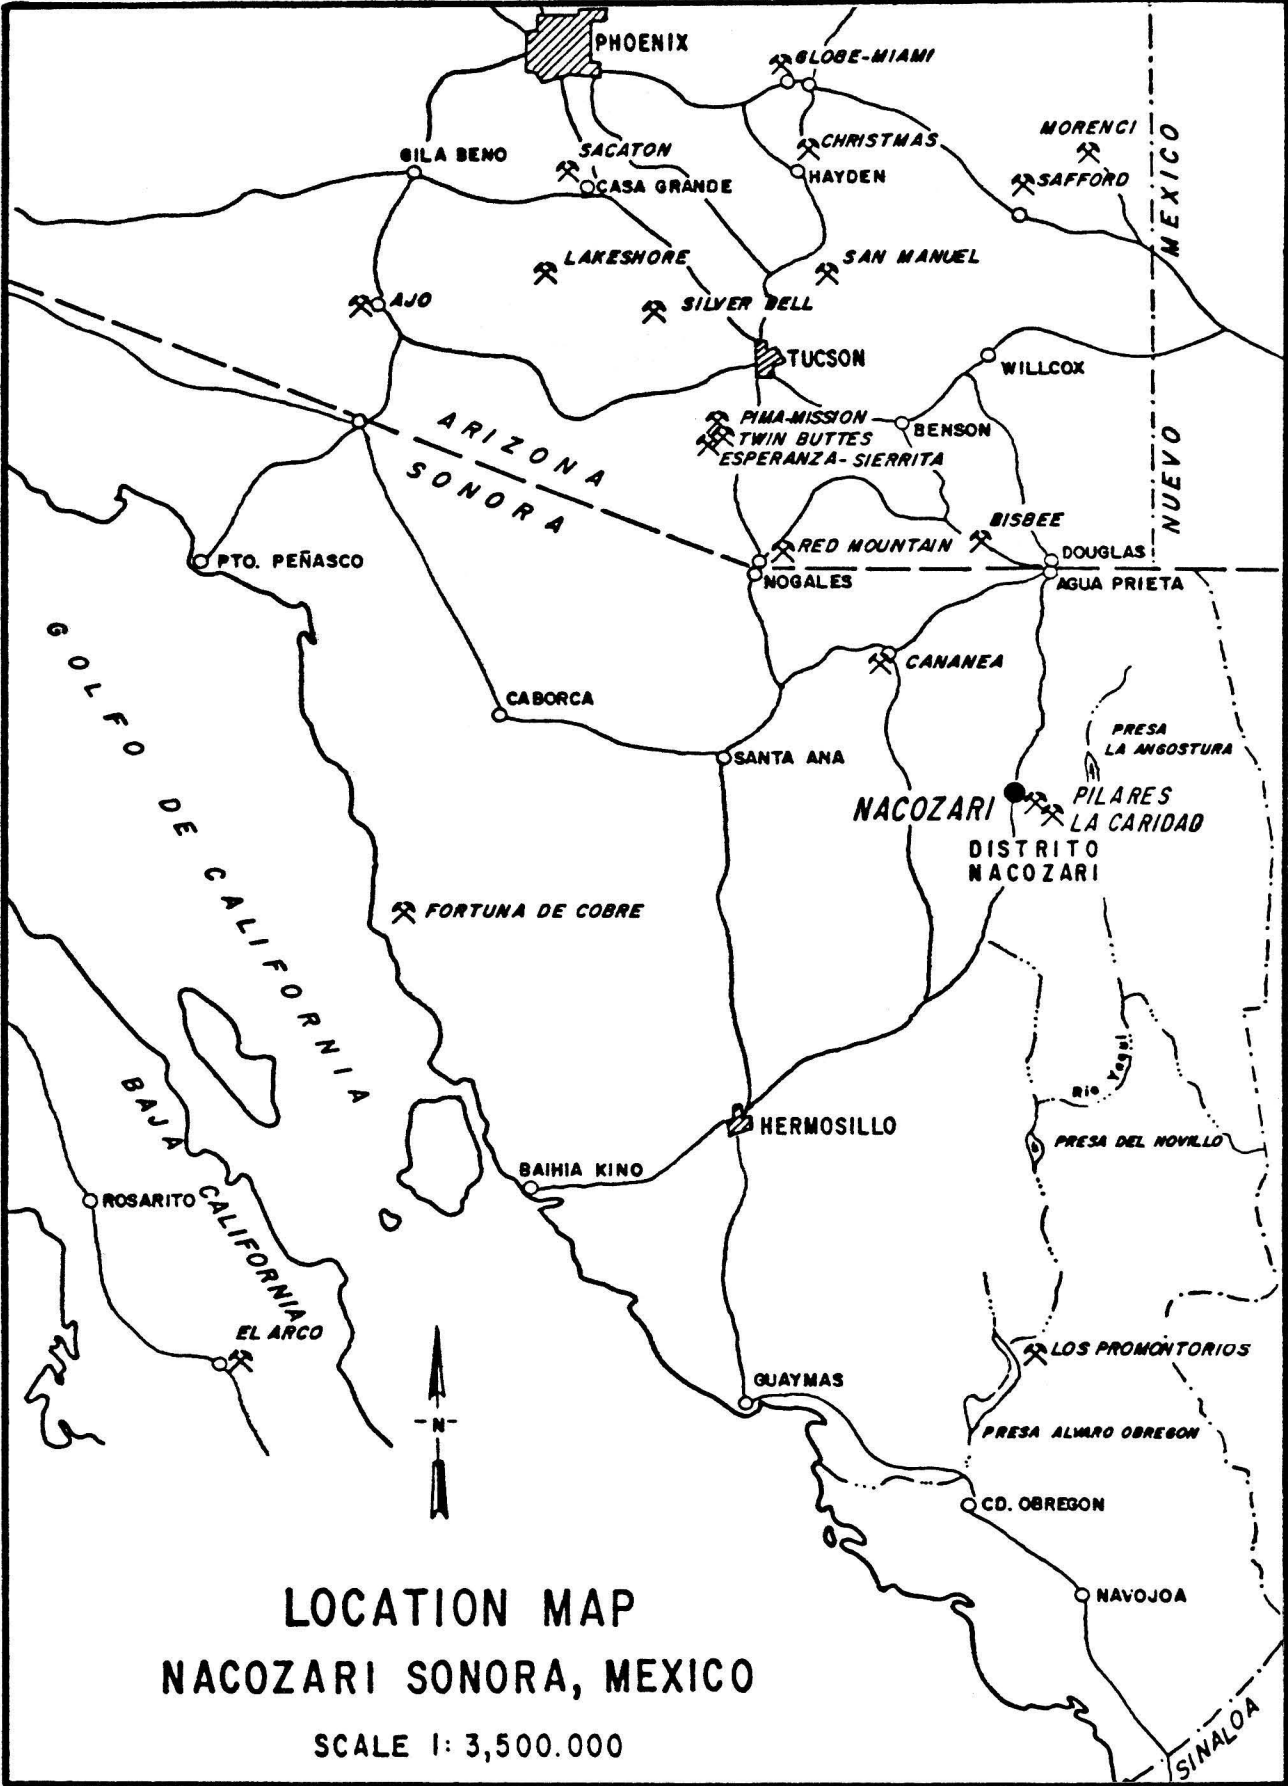 PHOENIX
GLOBE-MIAMI
MORENCI
GILA BENO
SACATON
CHRISTMAS
CASA GRANDE
HAYDEN
SAFFORD
NUEVO MEXICO
LAKESHORE
SAN MANUEL
AJO
SILVER BELL
TUCSON
WILLCOX
ARIZONA
SONORA
PIMA-MISSION
TWIN BUTTES
ESPERANZA-SIERRITA
BENSON
BISBEE
RED MOUNTAIN
DOUGLAS
PTO. PEÑASCO
NOGALES
AGUA PRIETA
GOLFO DE CALIFORNIA
CANANEA
CABORCA
PRESA
LA ANGOSTURA
SANTA ANA
NACOZARI
PILARES
LA CARIDAD
DISTRITO
NACOZARI
FORTUNA DE COBRE
BAJA CALIFORNIA
Rio Yaqui
HERMOSILLO
PRESA DEL NOVILLO
BAIHIA KINO
ROSARITO
EL ARCO
LOS PROMONTORIOS
GUAYMAS
N
PRESA ALVARO OBREGON
CD. OBREGON
NAVOJOA
LOCATION MAP
NACOZARI SONORA, MEXICO
SCALE 1: 3,500.000
SINALOA